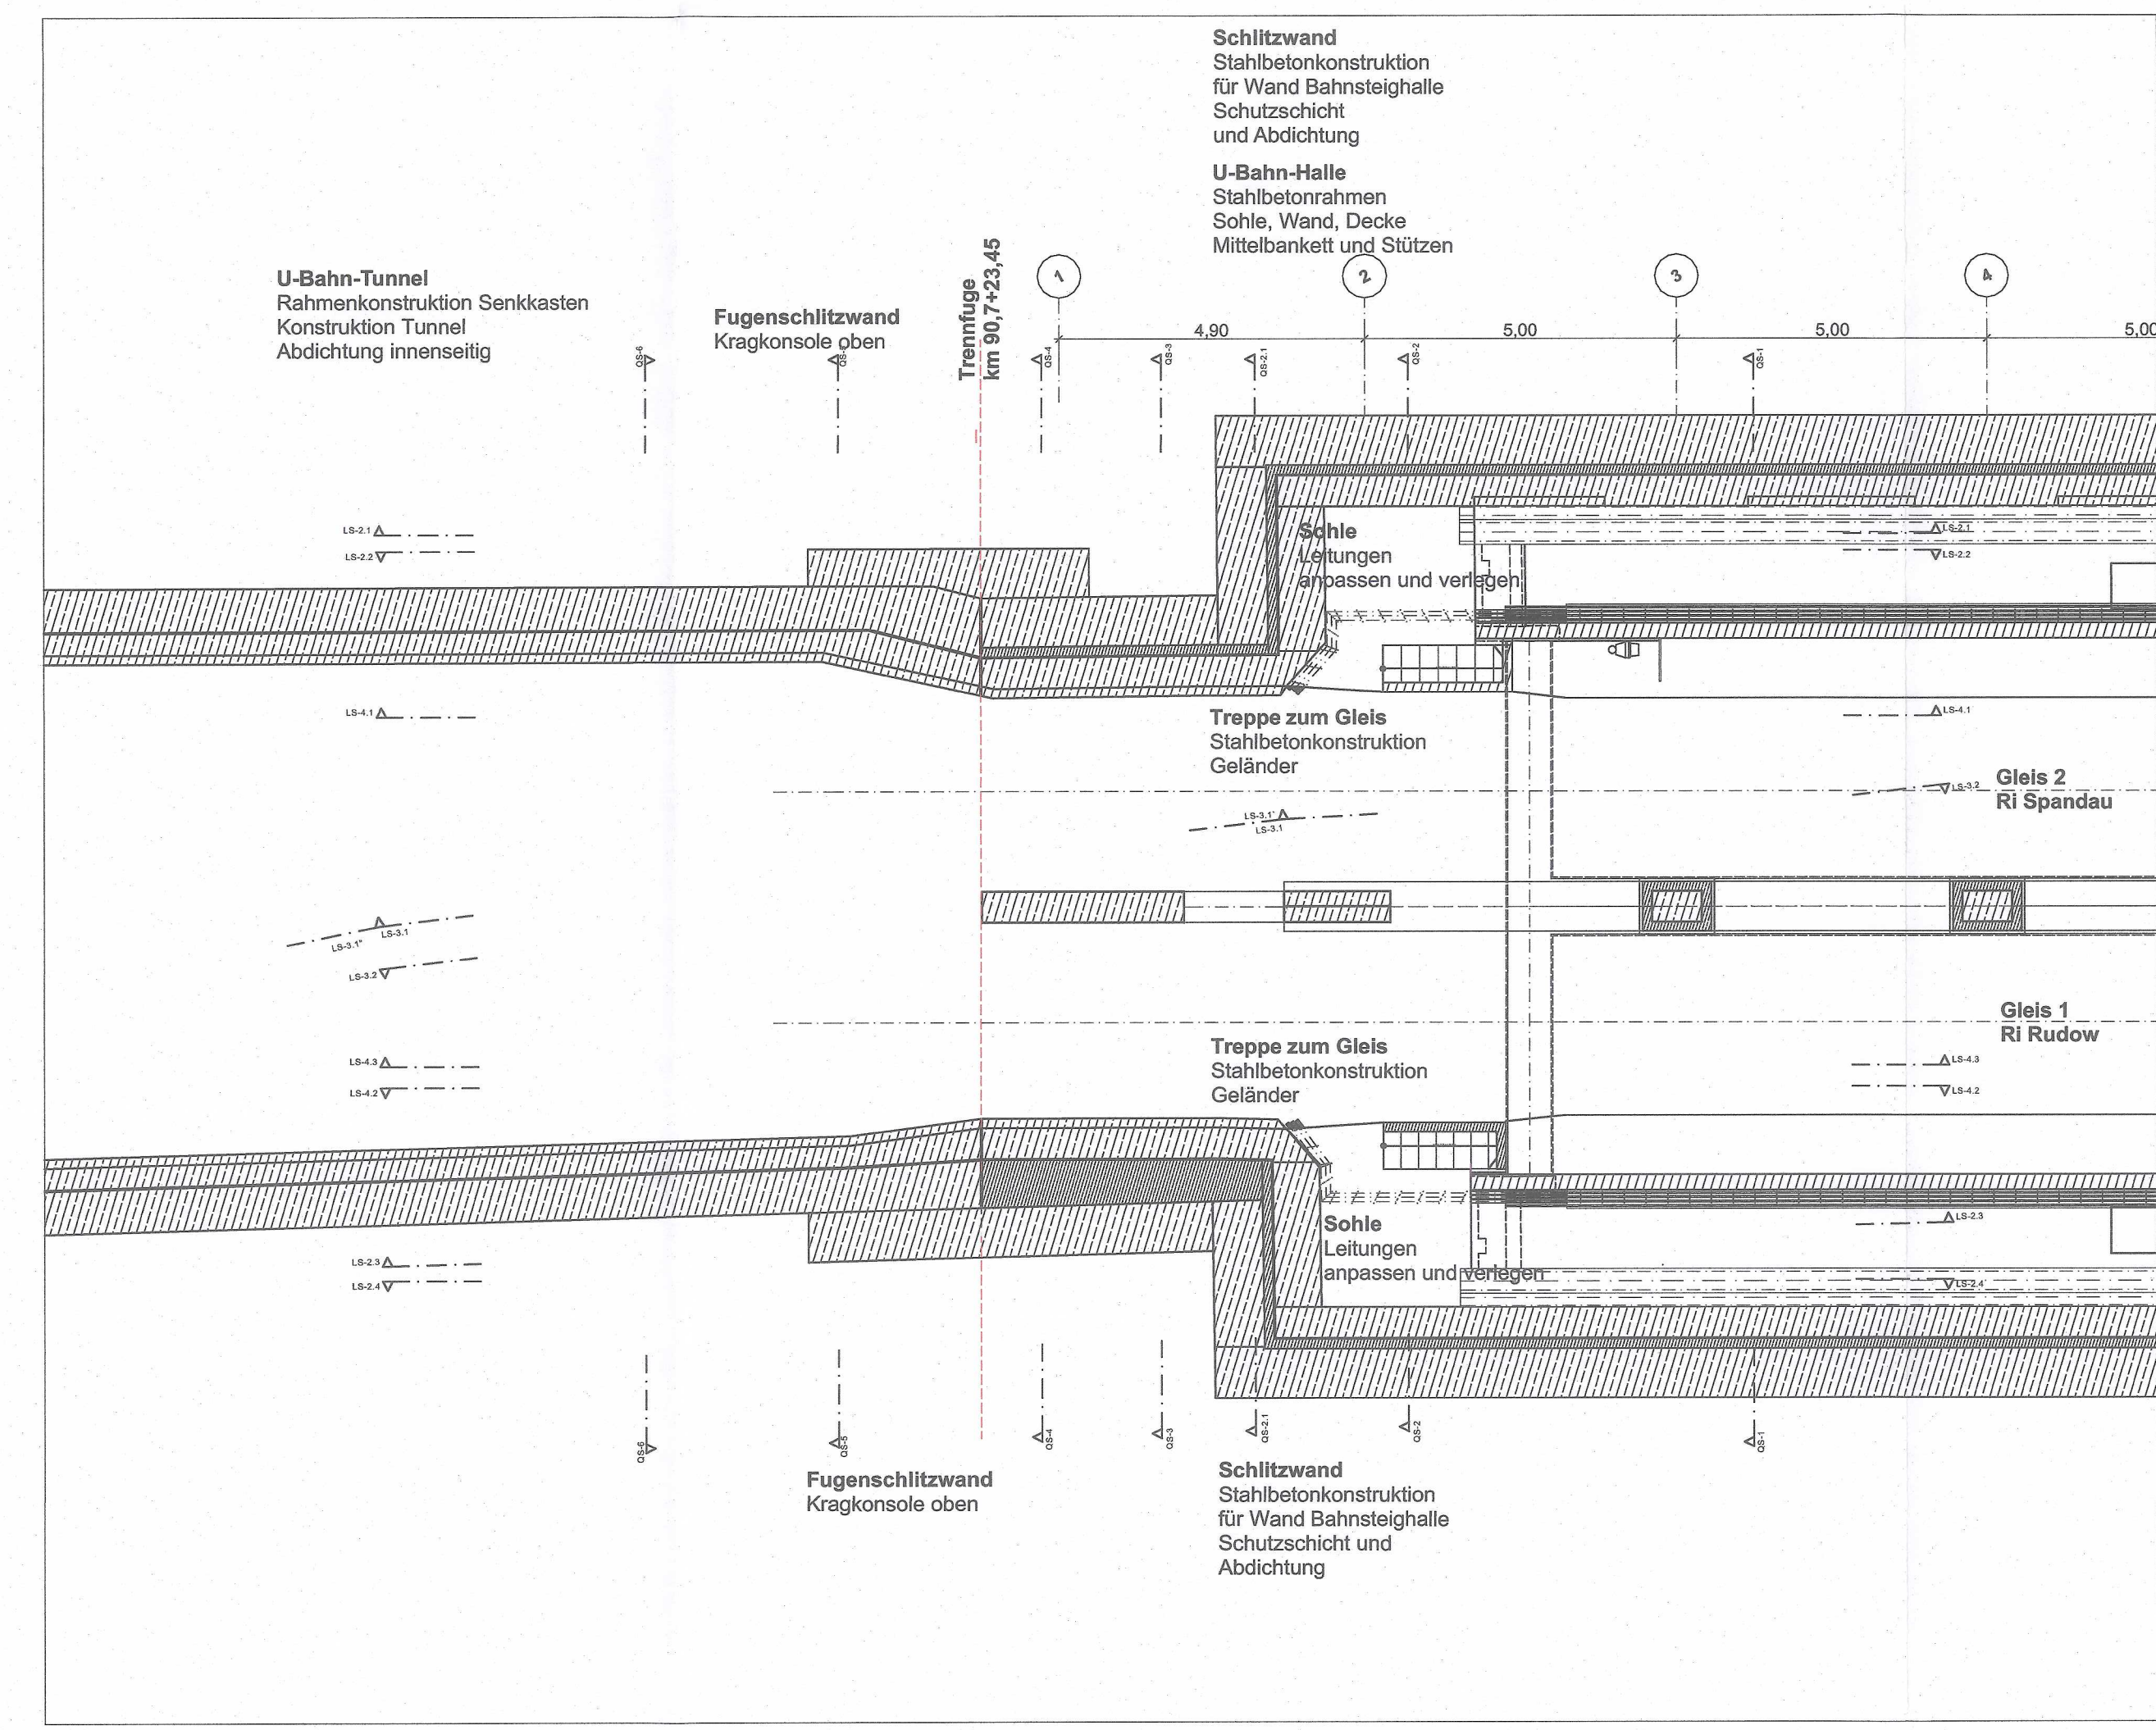 Schlitzwand
Stahlbetonkonstruktion
für Wand Bahnsteighalle
Schutzschicht
und Abdichtung
U-Bahn-Halle
Stahlbetonrahmen
Sohle, Wand, Decke
Mittelbankett und Stützen
U-Bahn-Tunnel
Rahmenkonstruktion Senkkasten
Konstruktion Tunnel
Abdichtung innenseitig
Fugenschlitzwand
Kragkonsole oben
Trennfuge
km 90,7+23,45
1
2
3
4
4,90
5,00
5,00
5,00
QS-6
QS-4
QS-3
QS-2.1
QS-2
QS-1
LS-2.1
LS-2.2
Sohle
Leitungen
anpassen und verlegen
LS-2.1
LS-2.2
LS-4.1
Treppe zum Gleis
Stahlbetonkonstruktion
Geländer
LS-4.1
Gleis 2
Ri Spandau
LS-3.2
LS-3.1'
LS-3.1
LS-3.1
LS-3.1"
LS-3.2
Gleis 1
Ri Rudow
LS-4.3
LS-4.2
Treppe zum Gleis
Stahlbetonkonstruktion
Geländer
LS-4.3
LS-4.2
Sohle
Leitungen
anpassen und verlegen
LS-2.3
LS-2.4
LS-2.3
LS-2.4
QS-6
QS-5
QS-4
QS-3
QS-2.1
QS-2
QS-1
Fugenschlitzwand
Kragkonsole oben
Schlitzwand
Stahlbetonkonstruktion
für Wand Bahnsteighalle
Schutzschicht und
Abdichtung